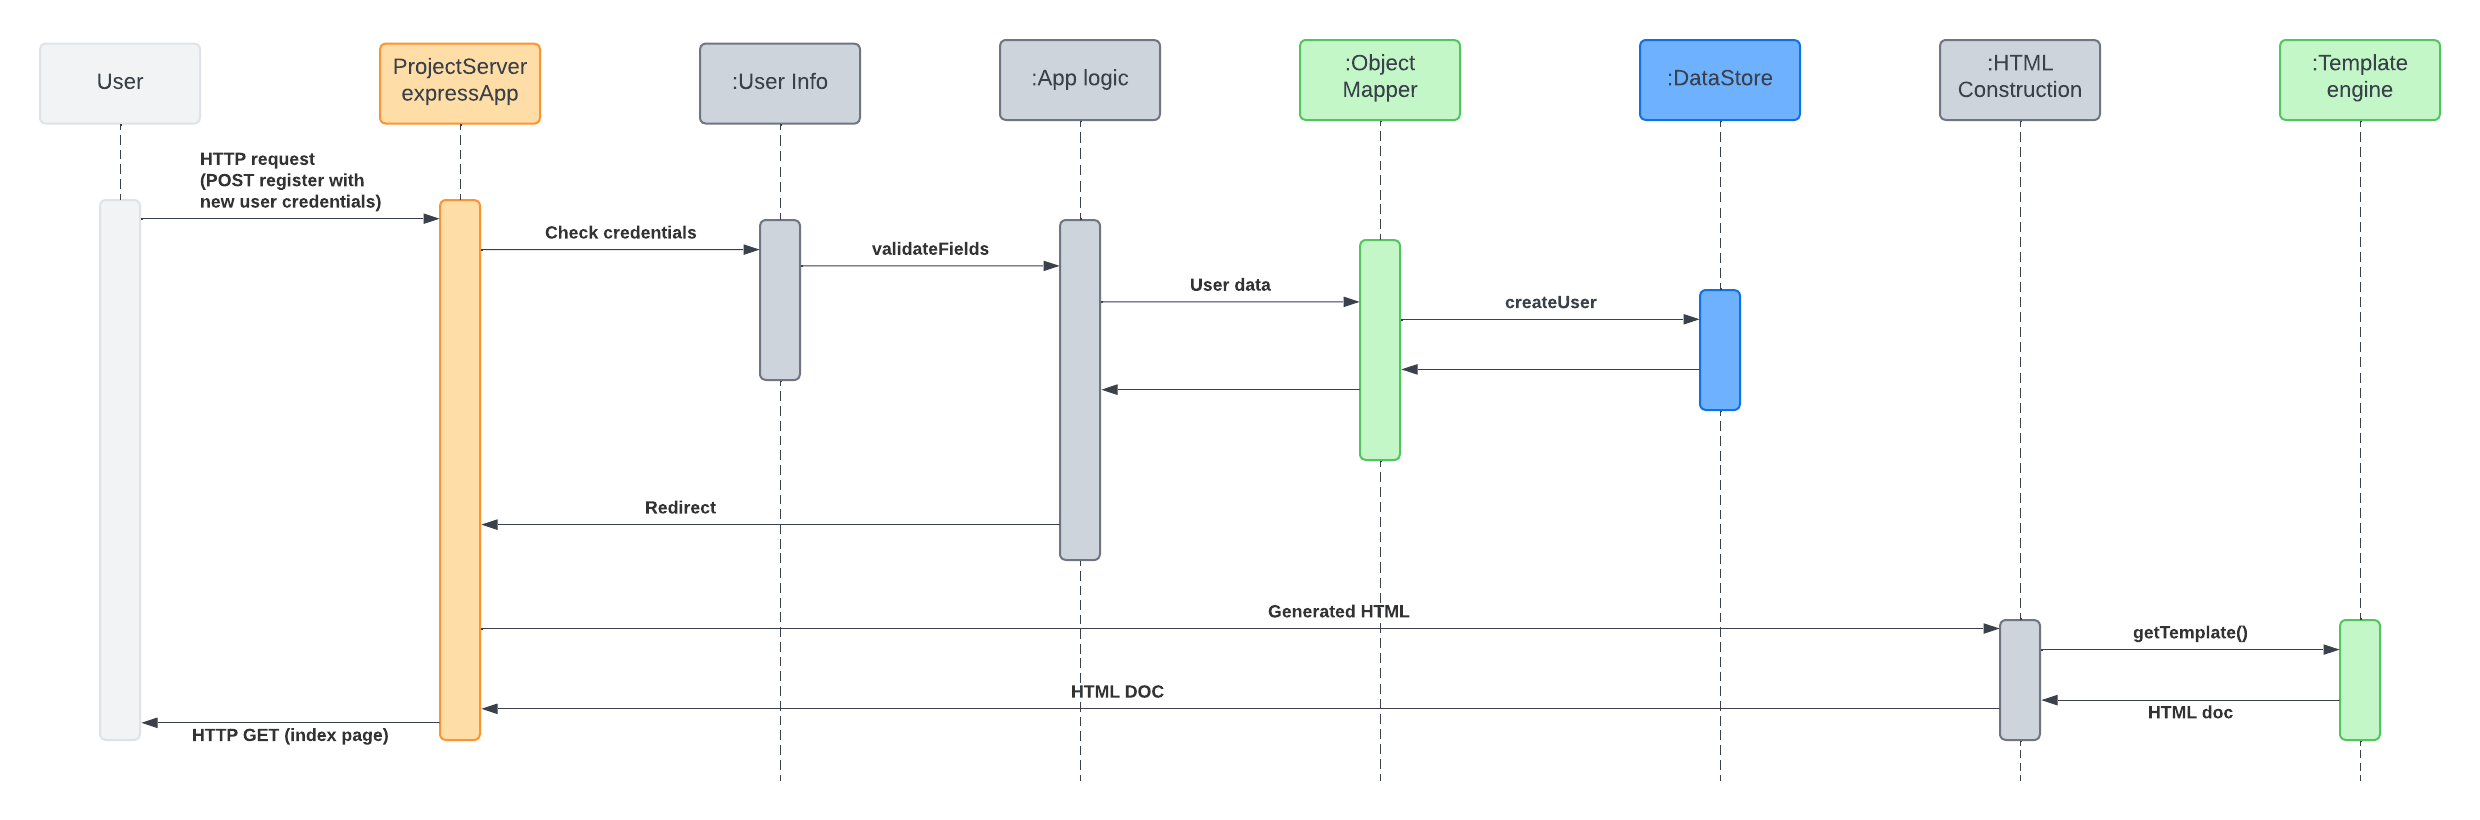 User
ProjectServer
expressApp
:User Info
:App logic
:Object
Mapper
:DataStore
:HTML
Construction
:Template
engine
HTTP request
(POST register with
new user credentials)
Check credentials
validateFields
User data
createUser
Redirect
Generated HTML
getTemplate()
HTML DOC
HTML doc
HTTP GET (index page)